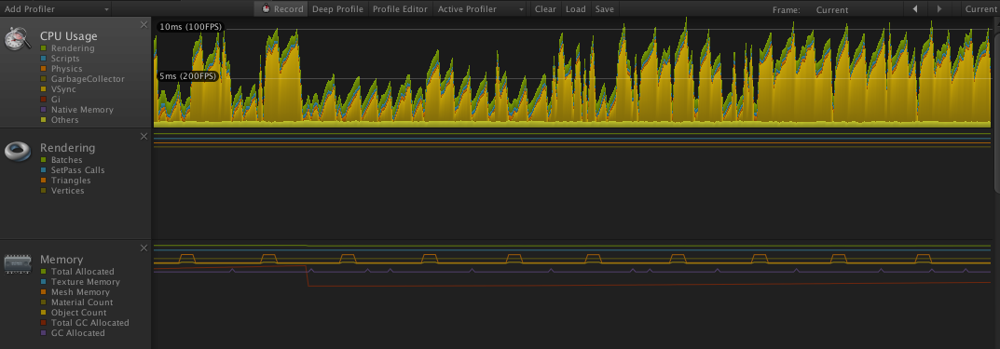 Add Profiler Record Deep Profile Profile Editor Active Profiler Clear Load Save Frame: Current Current
CPU Usage
Rendering
Scripts
Physics
GarbageCollector
VSync
Gi
Native Memory
Others
10ms (100FPS)
5ms (200FPS)
Rendering
Batches
SetPass Calls
Triangles
Vertices
Memory
Total Allocated
Texture Memory
Mesh Memory
Material Count
Object Count
Total GC Allocated
GC Allocated